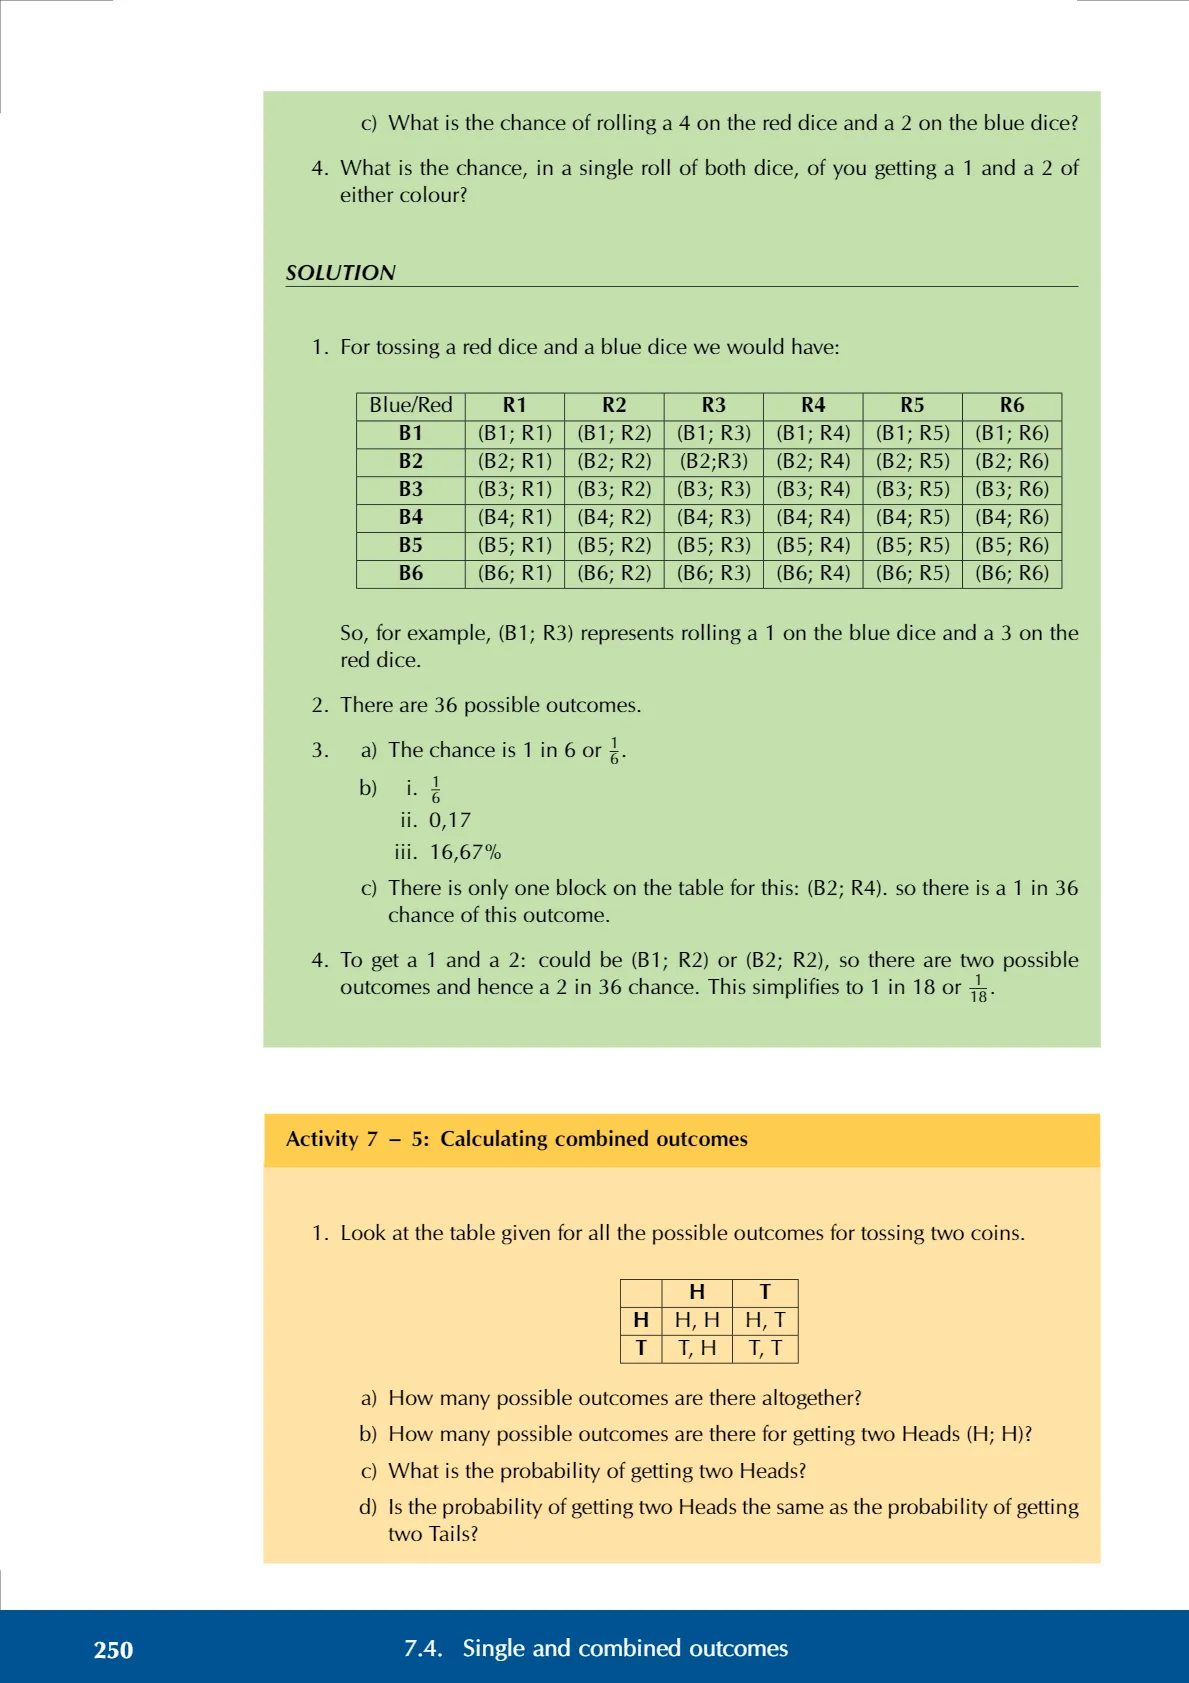 c) What is the chance of rolling a 4 on the red dice and a 2 on the blue dice?
4. What is the chance, in a single roll of both dice, of you getting a 1 and a 2 of
either colour?
SOLUTION
1. For tossing a red dice and a blue dice we would have:
Blue/Red R1 R2 R3 R4 R5 R6
B1 (B1; R1) (B1; R2) (B1; R3) (B1; R4) (B1; R5) (B1; R6)
B2 (B2; R1) (B2; R2) (B2;R3) (B2; R4) (B2; R5) (B2; R6)
B3 (B3; R1) (B3; R2) (B3; R3) (B3; R4) (B3; R5) (B3; R6)
B4 (B4; R1) (B4; R2) (B4; R3) (B4; R4) (B4; R5) (B4; R6)
B5 (B5; R1) (B5; R2) (B5; R3) (B5; R4) (B5; R5) (B5; R6)
B6 (B6; R1) (B6; R2) (B6; R3) (B6; R4) (B6; R5) (B6; R6)
So, for example, (B1; R3) represents rolling a 1 on the blue dice and a 3 on the
red dice.
2. There are 36 possible outcomes.
3. a) The chance is 1 in 6 or 1/6.
b) i. 1/6
ii. 0,17
iii. 16,67%
c) There is only one block on the table for this: (B2; R4). so there is a 1 in 36
chance of this outcome.
4. To get a 1 and a 2: could be (B1; R2) or (B2; R2), so there are two possible
outcomes and hence a 2 in 36 chance. This simplifies to 1 in 18 or 1/18.
Activity 7 – 5: Calculating combined outcomes
1. Look at the table given for all the possible outcomes for tossing two coins.
H T
H H, H H, T
T T, H T, T
a) How many possible outcomes are there altogether?
b) How many possible outcomes are there for getting two Heads (H; H)?
c) What is the probability of getting two Heads?
d) Is the probability of getting two Heads the same as the probability of getting
two Tails?
250 7.4. Single and combined outcomes